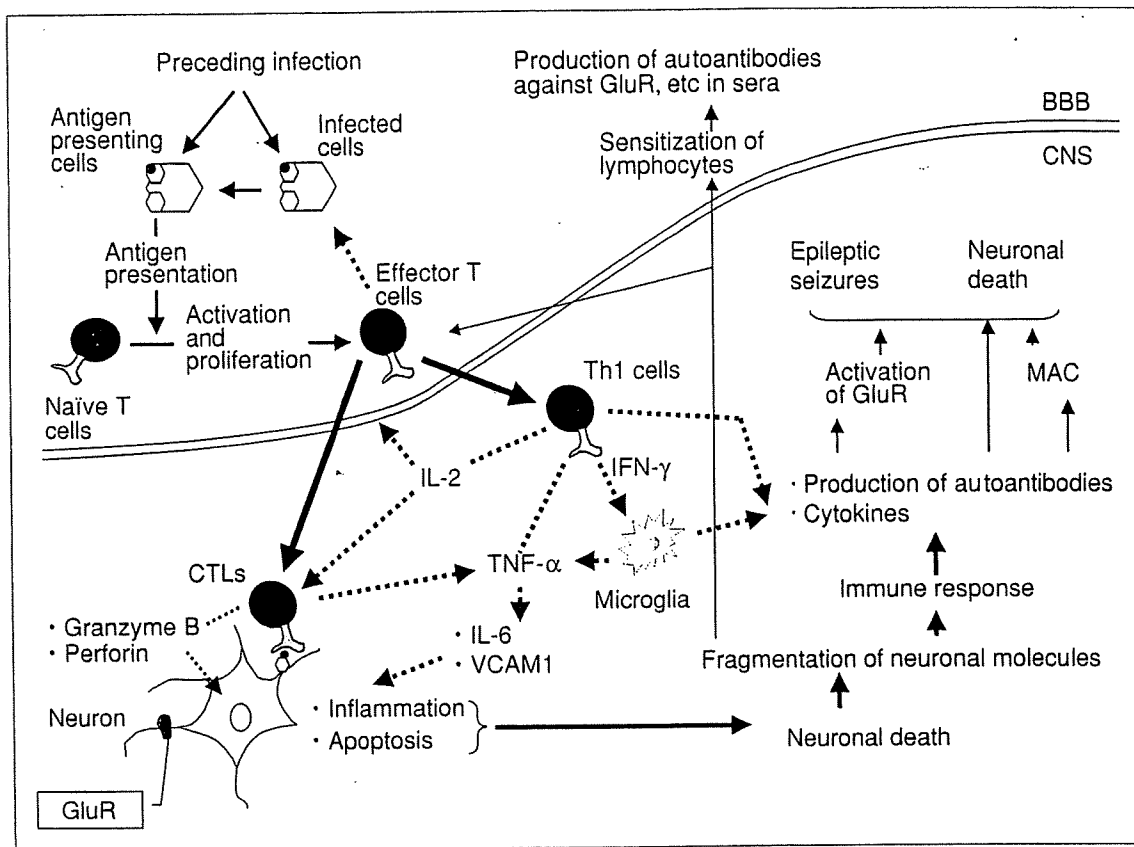 Preceding infection
Antigen
presenting
cells
Infected
cells
Production of autoantibodies
against GluR, etc in sera
Sensitization of
lymphocytes
BBB
CNS
Antigen
presentation
Effector T
cells
Activation
and
proliferation
Naïve T
cells
Epileptic
seizures
Neuronal
death
Th1 cells
Activation
of GluR
MAC
IL-2
IFN-γ
· Production of autoantibodies
· Cytokines
CTLs
TNF-α
Microglia
Immune response
· Granzyme B
· Perforin
· IL-6
· VCAM1
Fragmentation of neuronal molecules
Neuron
· Inflammation
· Apoptosis
Neuronal death
GluR